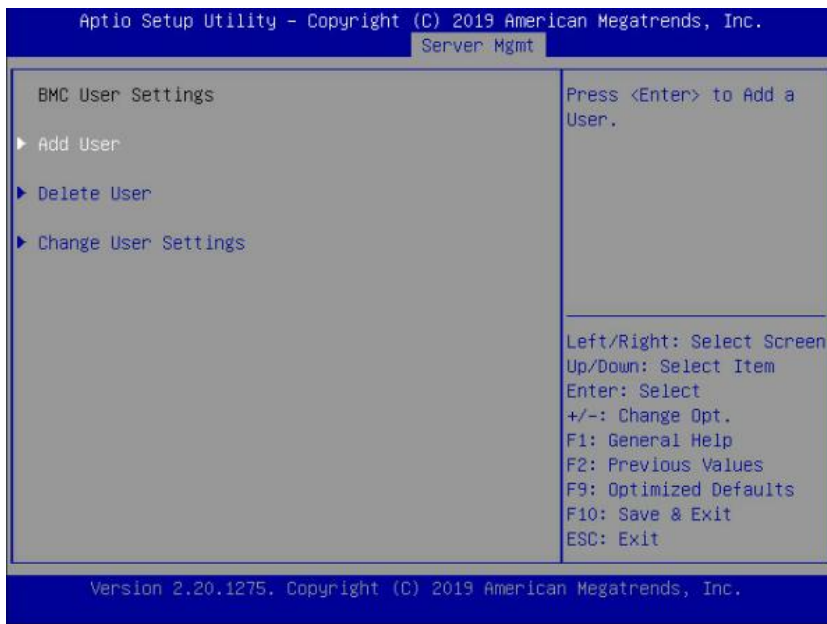 Aptio Setup Utility – Copyright (C) 2019 American Megatrends, Inc.
Server Mgmt
BMC User Settings
Add User
Delete User
Change User Settings
Press <Enter> to Add a
User.
Left/Right: Select Screen
Up/Down: Select Item
Enter: Select
+/-: Change Opt.
F1: General Help
F2: Previous Values
F9: Optimized Defaults
F10: Save & Exit
ESC: Exit
Version 2.20.1275. Copyright (C) 2019 American Megatrends, Inc.